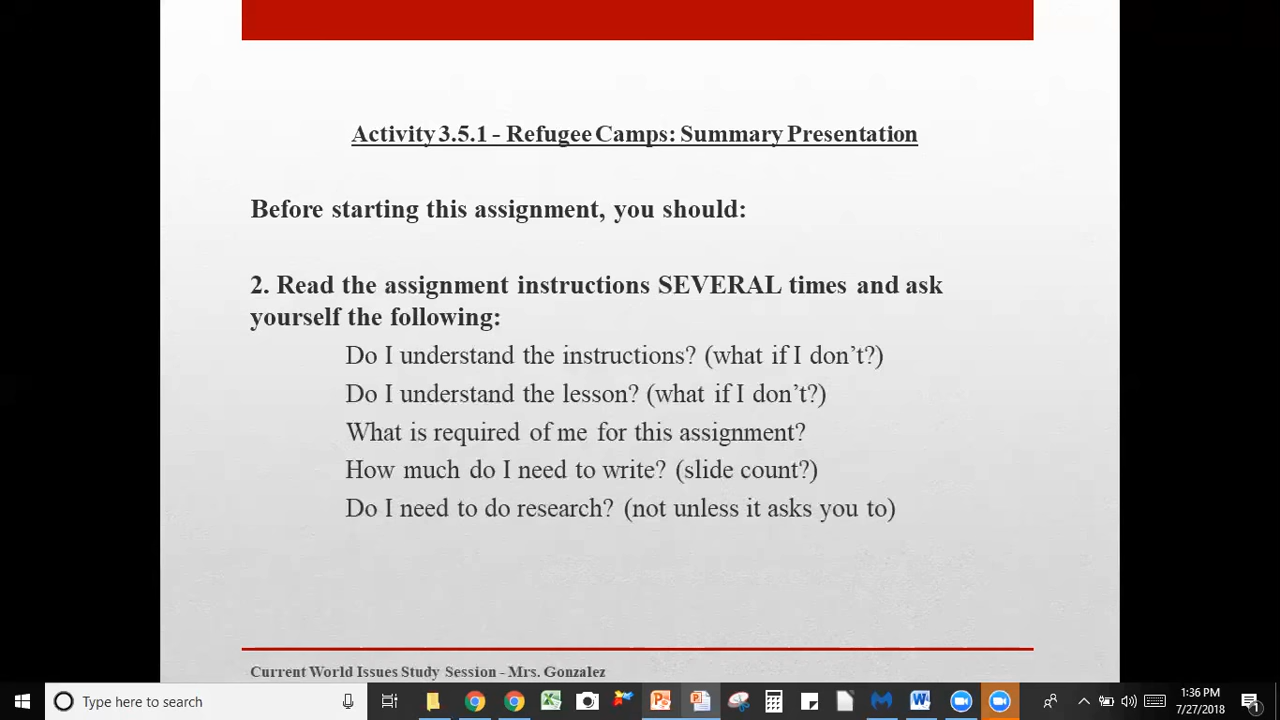 Activity 3.5.1 - Refugee Camps: Summary Presentation
Before starting this assignment, you should:
2. Read the assignment instructions SEVERAL times and ask
yourself the following:
Do I understand the instructions? (what if I don’t?)
Do I understand the lesson? (what if I don’t?)
What is required of me for this assignment?
How much do I need to write? (slide count?)
Do I need to do research? (not unless it asks you to)
Current World Issues Study Session - Mrs. Gonzalez
Type here to search
1:36 PM
7/27/2018